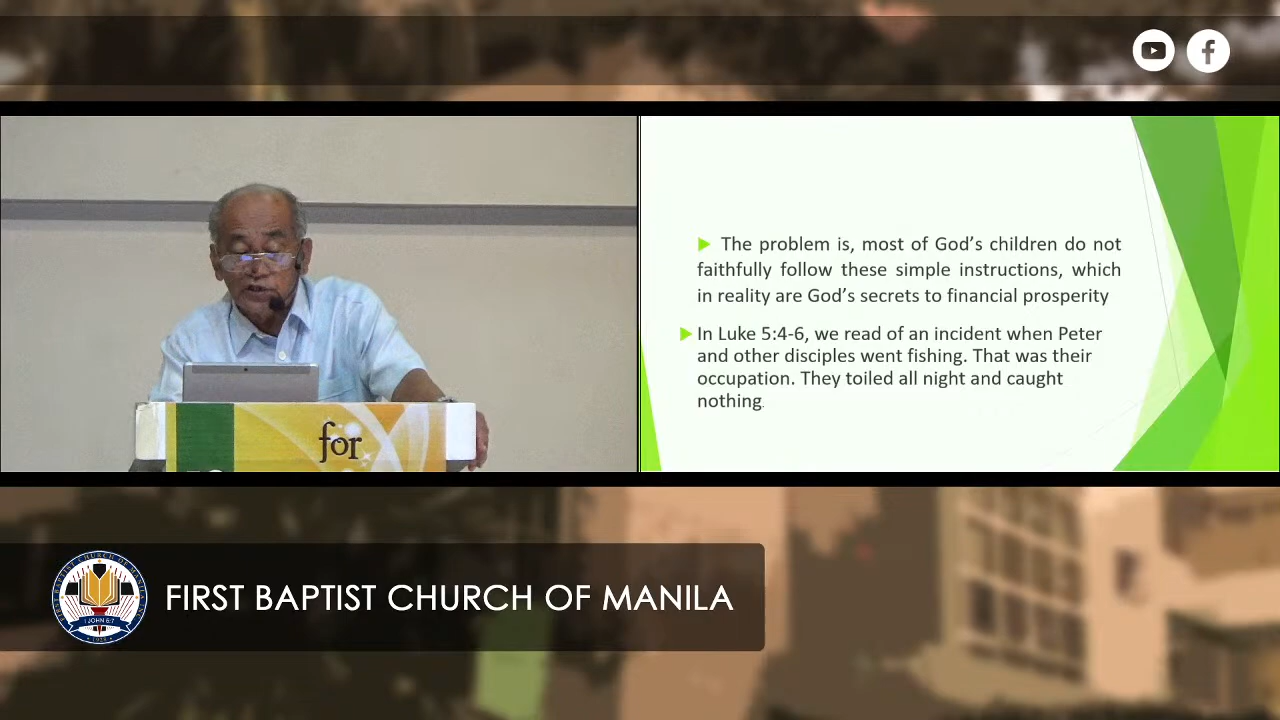 The problem is, most of God’s children do not
faithfully follow these simple instructions, which
in reality are God’s secrets to financial prosperity
In Luke 5:4-6, we read of an incident when Peter
and other disciples went fishing. That was their
occupation. They toiled all night and caught
nothing.
for
FIRST BAPTIST CHURCH OF MANILA